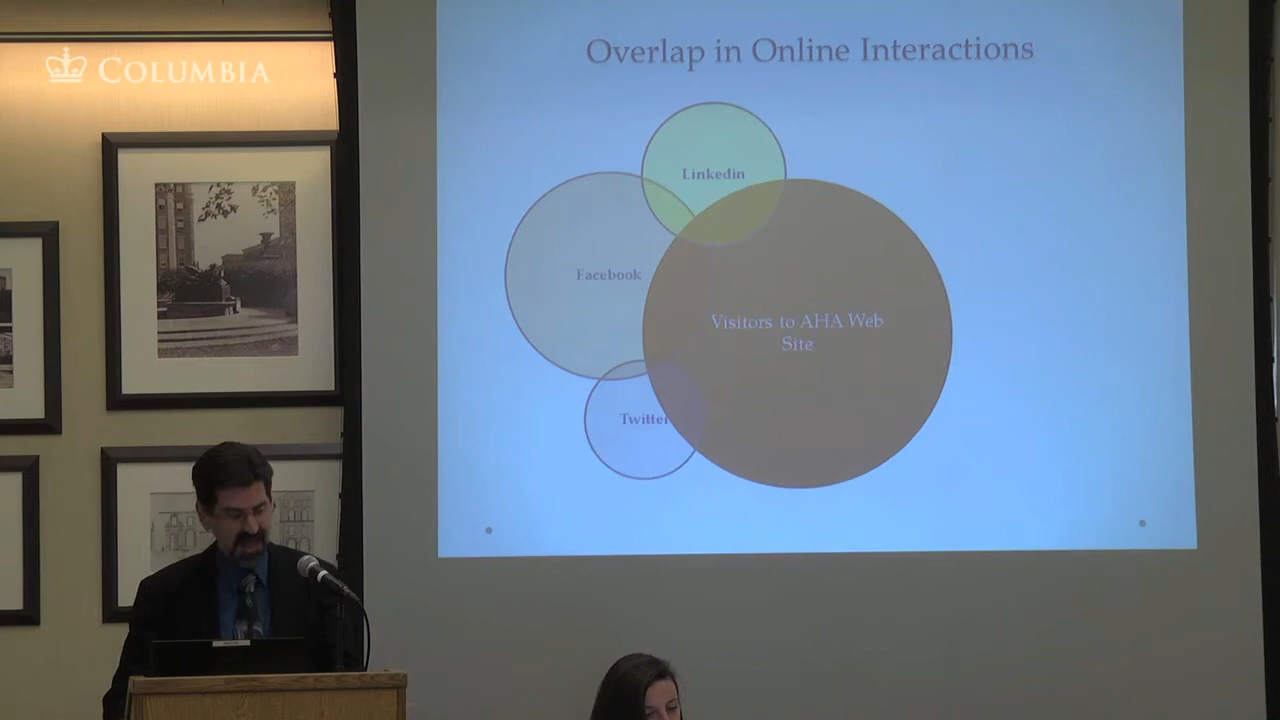 COLUMBIA
Overlap in Online Interactions
Linkedin
Facebook
Visitors to AHA Web
Site
Twitter